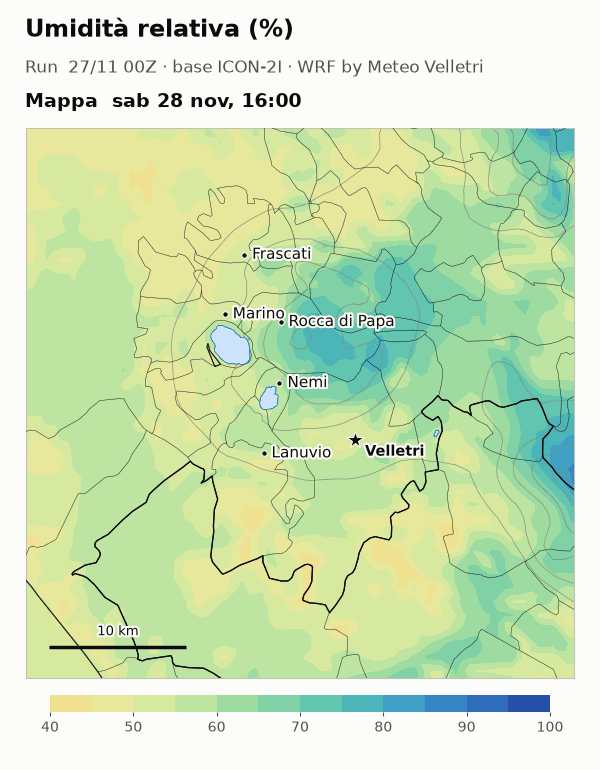 Umidità relativa (%)
Run  27/11 00Z · base ICON-2I · WRF by Meteo Velletri
Mappa  sab 28 nov, 16:00
Frascati
Marino
Rocca di Papa
Nemi
Velletri
Lanuvio
10 km
40 50 60 70 80 90 100